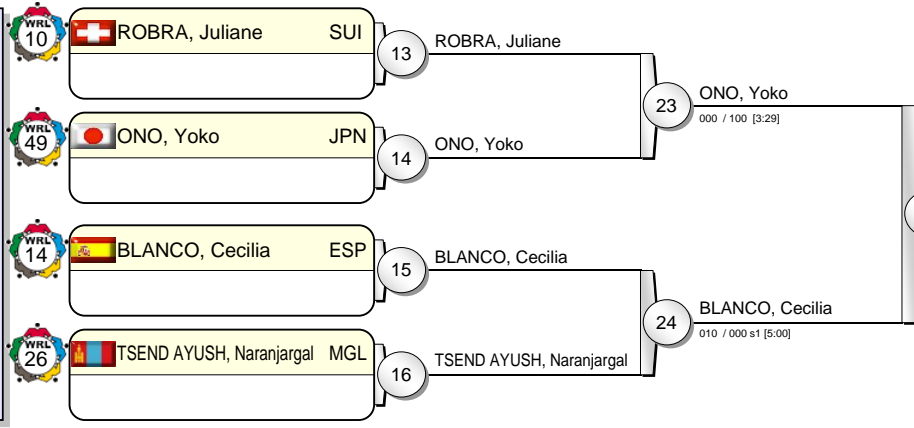 WRL 10 ROBRA, Juliane SUI
13 ROBRA, Juliane
23 ONO, Yoko
000 / 100 [3:29]
WRL 49 ONO, Yoko JPN
14 ONO, Yoko
WRL 14 BLANCO, Cecilia ESP
15 BLANCO, Cecilia
24 BLANCO, Cecilia
010 / 000 s1 [5:00]
WRL 26 TSEND AYUSH, Naranjargal MGL
16 TSEND AYUSH, Naranjargal